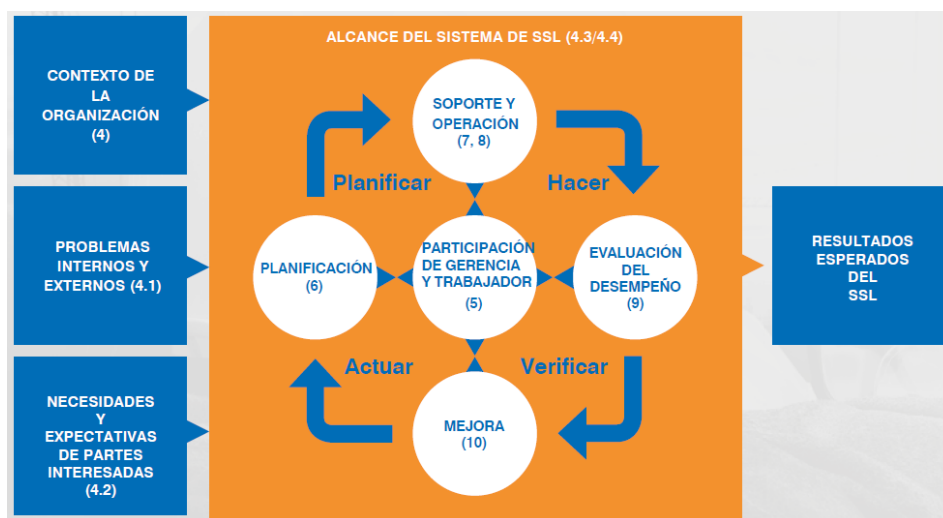 ALCANCE DEL SISTEMA DE SSL (4.3/4.4)
CONTEXTO DE
LA
ORGANIZACIÓN
(4)
PROBLEMAS
INTERNOS Y
EXTERNOS (4.1)
NECESIDADES
Y
EXPECTATIVAS
DE PARTES
INTERESADAS
(4.2)
SOPORTE Y
OPERACIÓN
(7, 8)
Planificar
Hacer
PLANIFICACIÓN
(6)
PARTICIPACIÓN
DE GERENCIA
Y TRABAJADOR
(5)
EVALUACIÓN
DEL
DESEMPEÑO
(9)
Actuar
Verificar
MEJORA
(10)
RESULTADOS
ESPERADOS
DEL
SSL